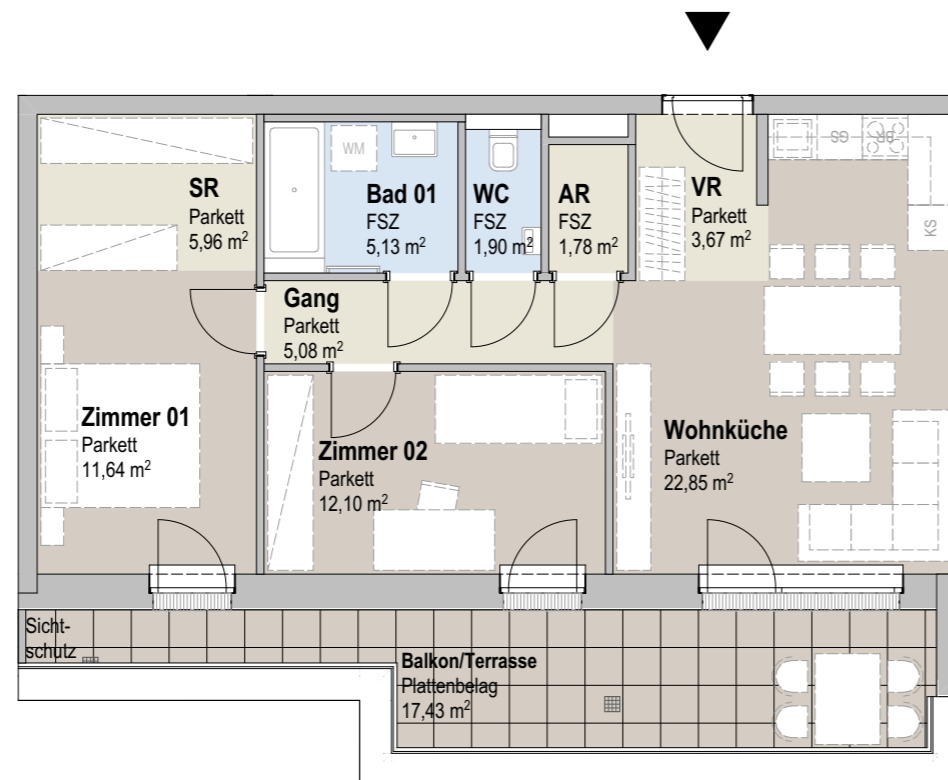 SR
Parkett
5,96 m²
WM
Bad 01
FSZ
5,13 m²
WC
FSZ
1,90 m²
AR
FSZ
1,78 m²
VR
Parkett
3,67 m²
GS
BR
KS
Gang
Parkett
5,08 m²
Zimmer 01
Parkett
11,64 m²
Zimmer 02
Parkett
12,10 m²
Wohnküche
Parkett
22,85 m²
Sicht-
schutz
Balkon/Terrasse
Plattenbelag
17,43 m²